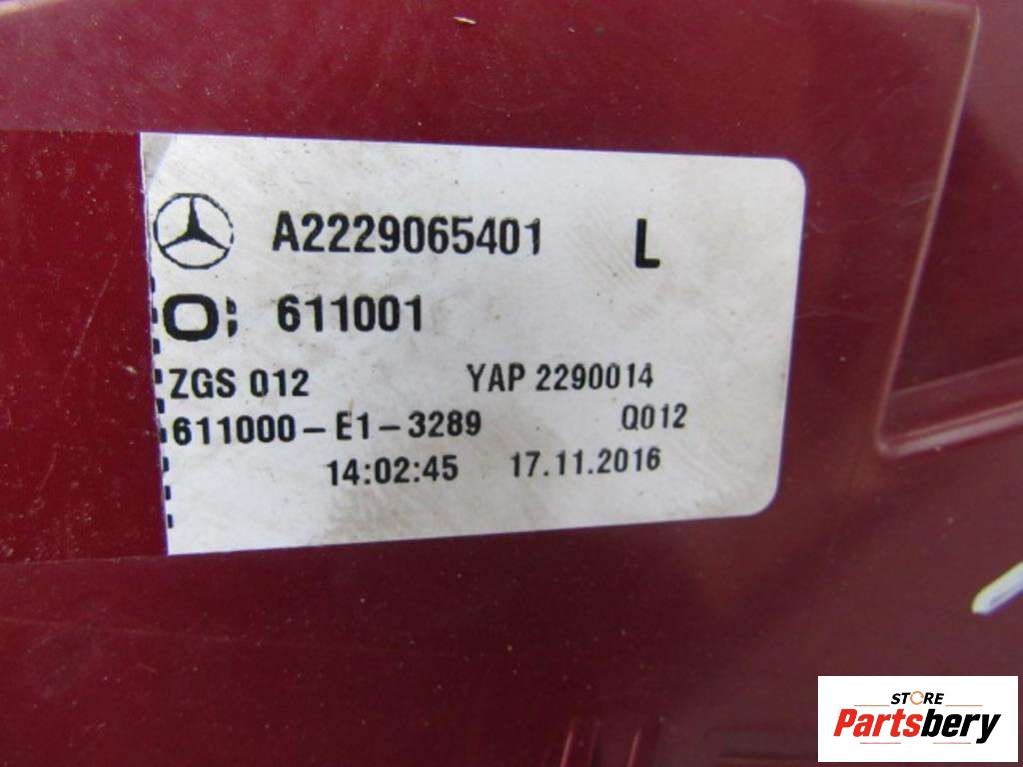 A2229065401 L
611001
ZGS 012 YAP 2290014
611000-E1-3289 Q012
14:02:45 17.11.2016
STORE
Partsbery